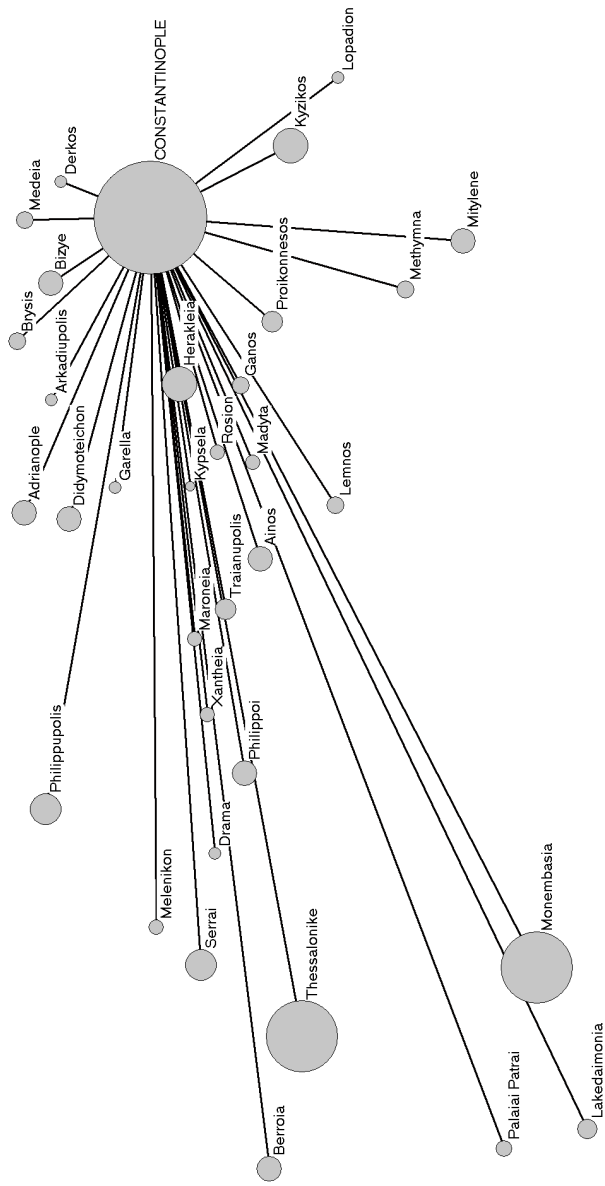 CONSTANTINOPLE
Lopadion
Kyzikos
Derkos
Medeia
Mitylene
Methymna
Proikonnesos
Bizye
Brysis
Arkadiupolis
Herakleia
Ganos
Adrianople
Didymoteichon
Garella
Kypsela
Rosion
Madyta
Lemnos
Ainos
Traianupolis
Maroneia
Xantheia
Philippupolis
Philippoi
Drama
Melenikon
Serrai
Thessalonike
Monembasia
Berroia
Palaiai Patrai
Lakedaimonia